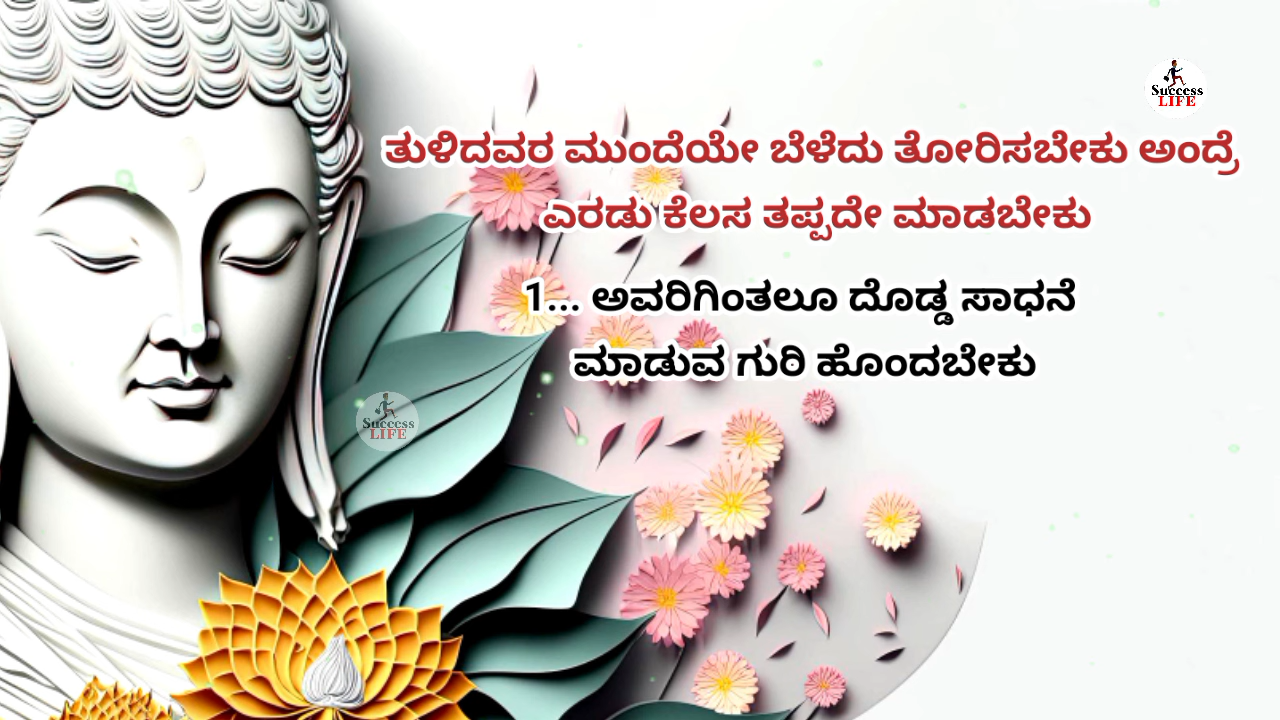 Success
LIFE
ತುಳಿದವರ ಮುಂದೆಯೇ ಬೆಳೆದು ತೋರಿಸಬೇಕು ಅಂದ್ರೆ
ಎರಡು ಕೆಲಸ ತಪ್ಪದೇ ಮಾಡಬೇಕು
1... ಅವರಿಗಿಂತಲೂ ದೊಡ್ಡ ಸಾಧನೆ
ಮಾಡುವ ಗುರಿ ಹೊಂದಬೇಕು
Success
LIFE